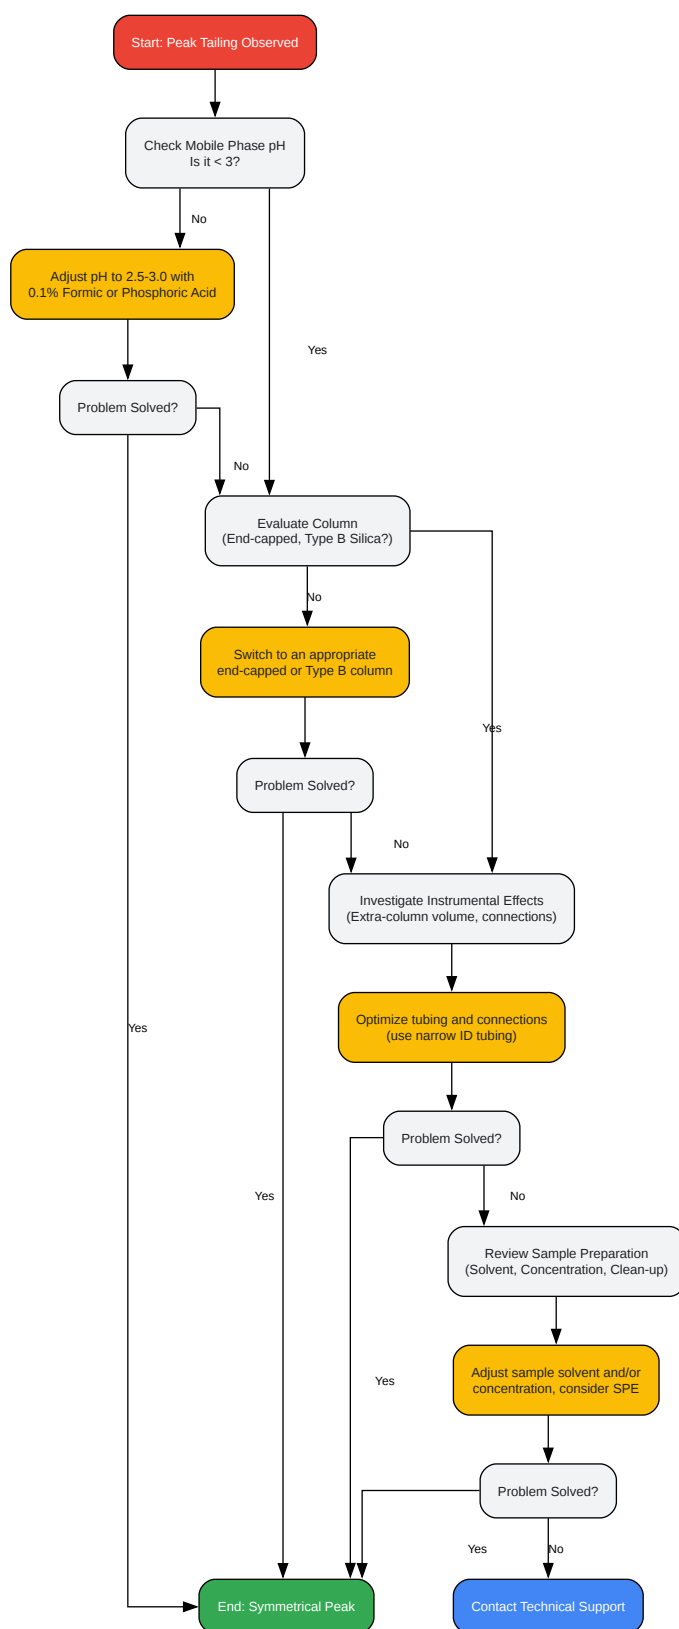 Start: Peak Tailing Observed
Check Mobile Phase pH
Is it < 3?
No
Adjust pH to 2.5-3.0 with
0.1% Formic or Phosphoric Acid
Yes
Problem Solved?
No
Evaluate Column
(End-capped, Type B Silica?)
No
Switch to an appropriate
end-capped or Type B column
Yes
Problem Solved?
No
Investigate Instrumental Effects
(Extra-column volume, connections)
Optimize tubing and connections
(use narrow ID tubing)
Yes
Problem Solved?
Yes
No
Review Sample Preparation
(Solvent, Concentration, Clean-up)
Adjust sample solvent and/or
concentration, consider SPE
Yes
Problem Solved?
Yes
No
End: Symmetrical Peak
Contact Technical Support